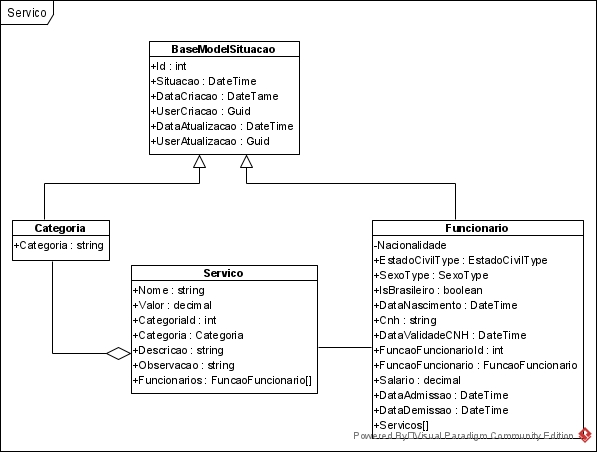 Servico
BaseModelSituacao
+Id : int
+Situacao : DateTime
+DataCriacao : DateTame
+UserCriacao : Guid
+DataAtualizacao : DateTime
+UserAtualizacao : Guid
Categoria
+Categoria : string
Servico
+Nome : string
+Valor : decimal
+CategoriaId : int
+Categoria : Categoria
+Descricao : string
+Observacao : string
+Funcionarios : FuncaoFuncionario[]
Funcionario
-Nacionalidade
+EstadoCivilType : EstadoCivilType
+SexoType : SexoType
+IsBrasileiro : boolean
+DataNascimento : DateTime
+Cnh : string
+DataValidadeCNH : DateTime
+FuncaoFuncionarioId : int
+FuncaoFuncionario : FuncaoFuncionario
+Salario : decimal
+DataAdmissao : DateTime
+DataDemissao : DateTime
+Servicos[]
Powered By Visual Paradigm Community Edition